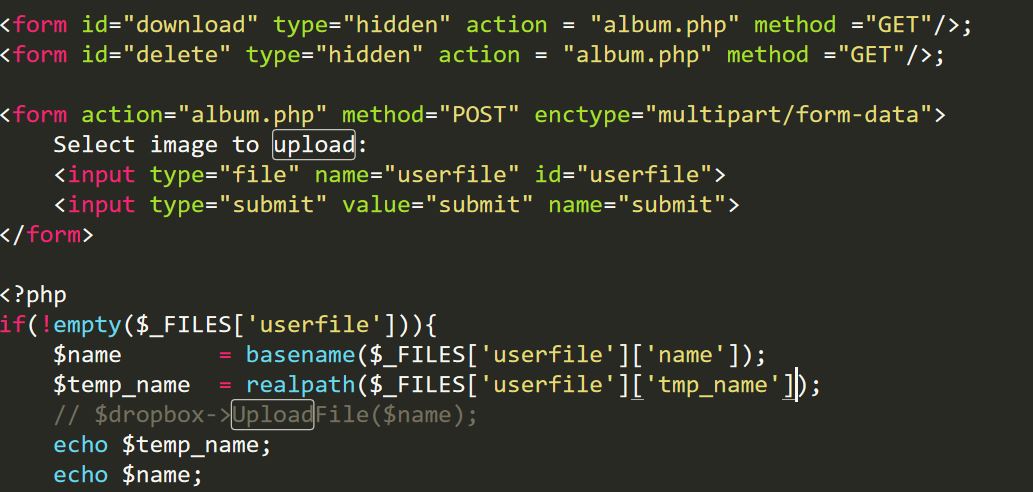 <form id="download" type="hidden" action = "album.php" method ="GET"/>;
<form id="delete" type="hidden" action = "album.php" method ="GET"/>;
<form action="album.php" method="POST" enctype="multipart/form-data">
Select image to upload:
<input type="file" name="userfile" id="userfile">
<input type="submit" value="submit" name="submit">
</form>
<?php
if(!empty($_FILES['userfile'])){
$name = basename($_FILES['userfile']['name']);
$temp_name = realpath($_FILES['userfile']['tmp_name']);
// $dropbox->UploadFile($name);
echo $temp_name;
echo $name;